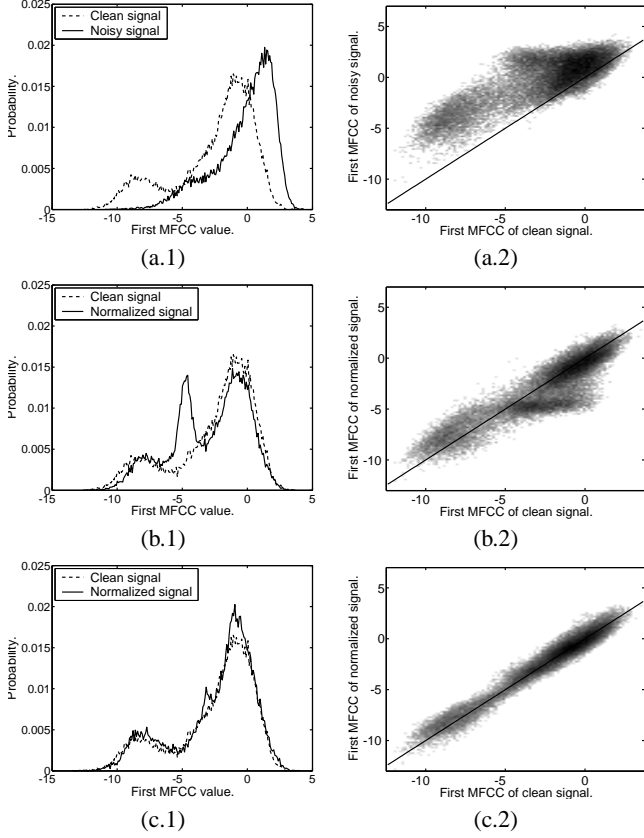 0.025
0.02
0.015
0.01
0.005
0
-15
-10
-5
0
5
Probability.
First MFCC value.
Clean signal
Noisy signal
(a.1)
5
0
-5
-10
-10
-5
0
First MFCC of noisy signal.
First MFCC of clean signal.
(a.2)
0.025
0.02
0.015
0.01
0.005
0
-15
-10
-5
0
5
Probability.
First MFCC value.
Clean signal
Normalized signal
(b.1)
5
0
-5
-10
-10
-5
0
First MFCC of normalized signal.
First MFCC of clean signal.
(b.2)
0.025
0.02
0.015
0.01
0.005
0
-15
-10
-5
0
5
Probability.
First MFCC value.
Clean signal
Normalized signal
(c.1)
5
0
-5
-10
-10
-5
0
First MFCC of normalized signal.
First MFCC of clean signal.
(c.2)